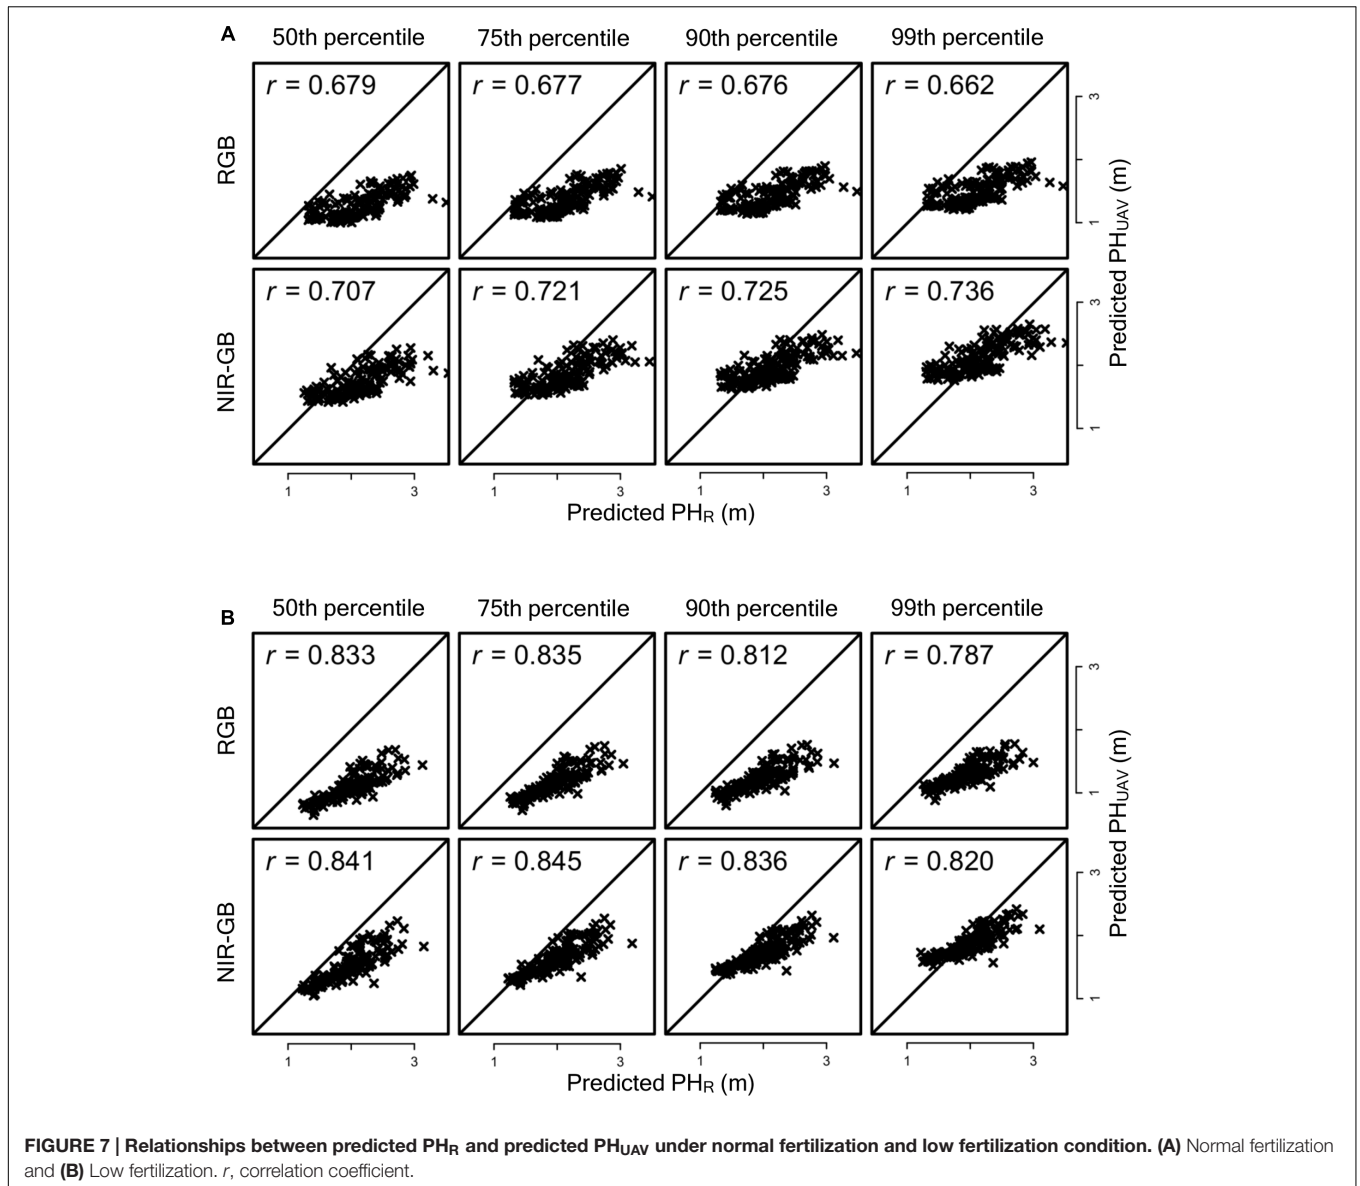 A
50th percentile 75th percentile 90th percentile 99th percentile
RGB
r = 0.679 r = 0.677 r = 0.676 r = 0.662
3
1
NIR-GB
r = 0.707 r = 0.721 r = 0.725 r = 0.736
3
1
Predicted PHUAV (m)
1 3 1 3 1 3 1 3
Predicted PHR (m)
B
50th percentile 75th percentile 90th percentile 99th percentile
RGB
r = 0.833 r = 0.835 r = 0.812 r = 0.787
3
1
NIR-GB
r = 0.841 r = 0.845 r = 0.836 r = 0.820
3
1
Predicted PHUAV (m)
1 3 1 3 1 3 1 3
Predicted PHR (m)
FIGURE 7 | Relationships between predicted PHR and predicted PHUAV under normal fertilization and low fertilization condition. (A) Normal fertilization
and (B) Low fertilization. r, correlation coefficient.